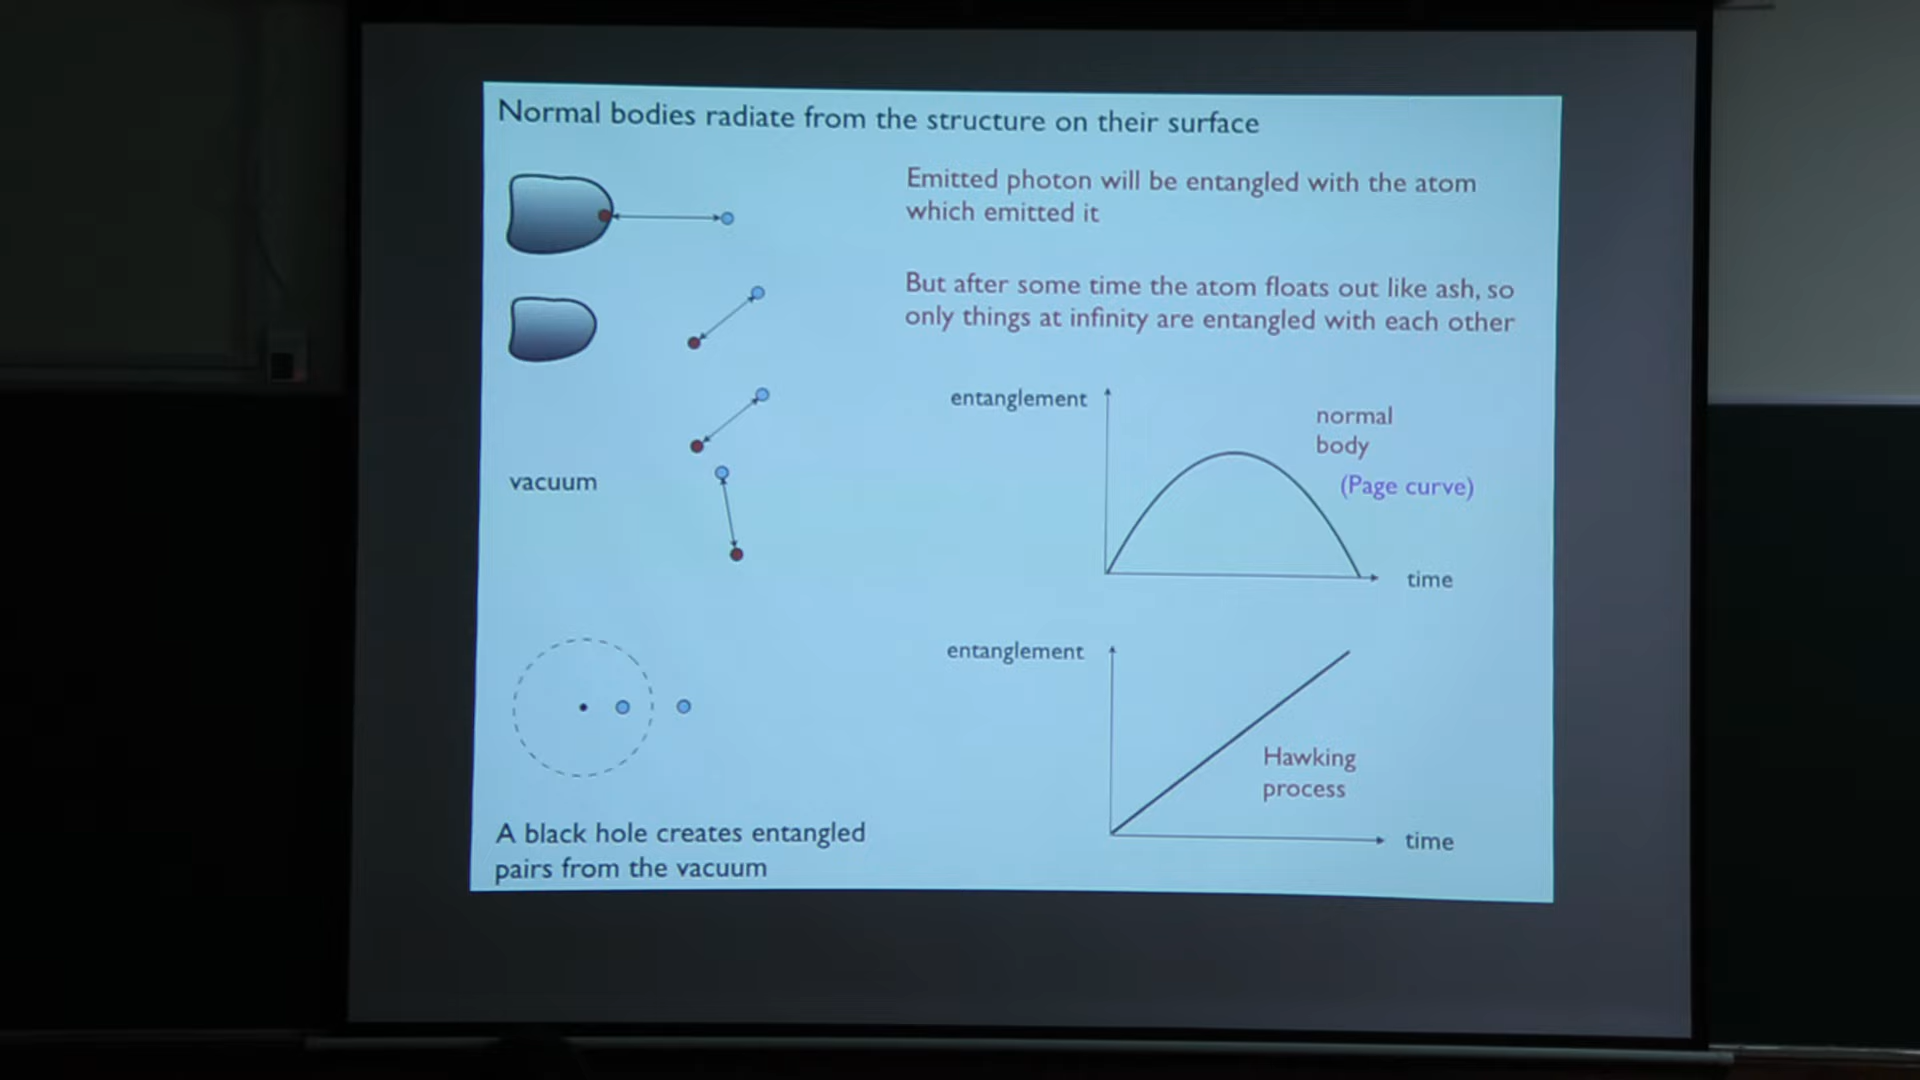 Normal bodies radiate from the structure on their surface
Emitted photon will be entangled with the atom
which emitted it
But after some time the atom floats out like ash, so
only things at infinity are entangled with each other
entanglement
normal
body
(Page curve)
vacuum
time
entanglement
Hawking
process
time
A black hole creates entangled
pairs from the vacuum